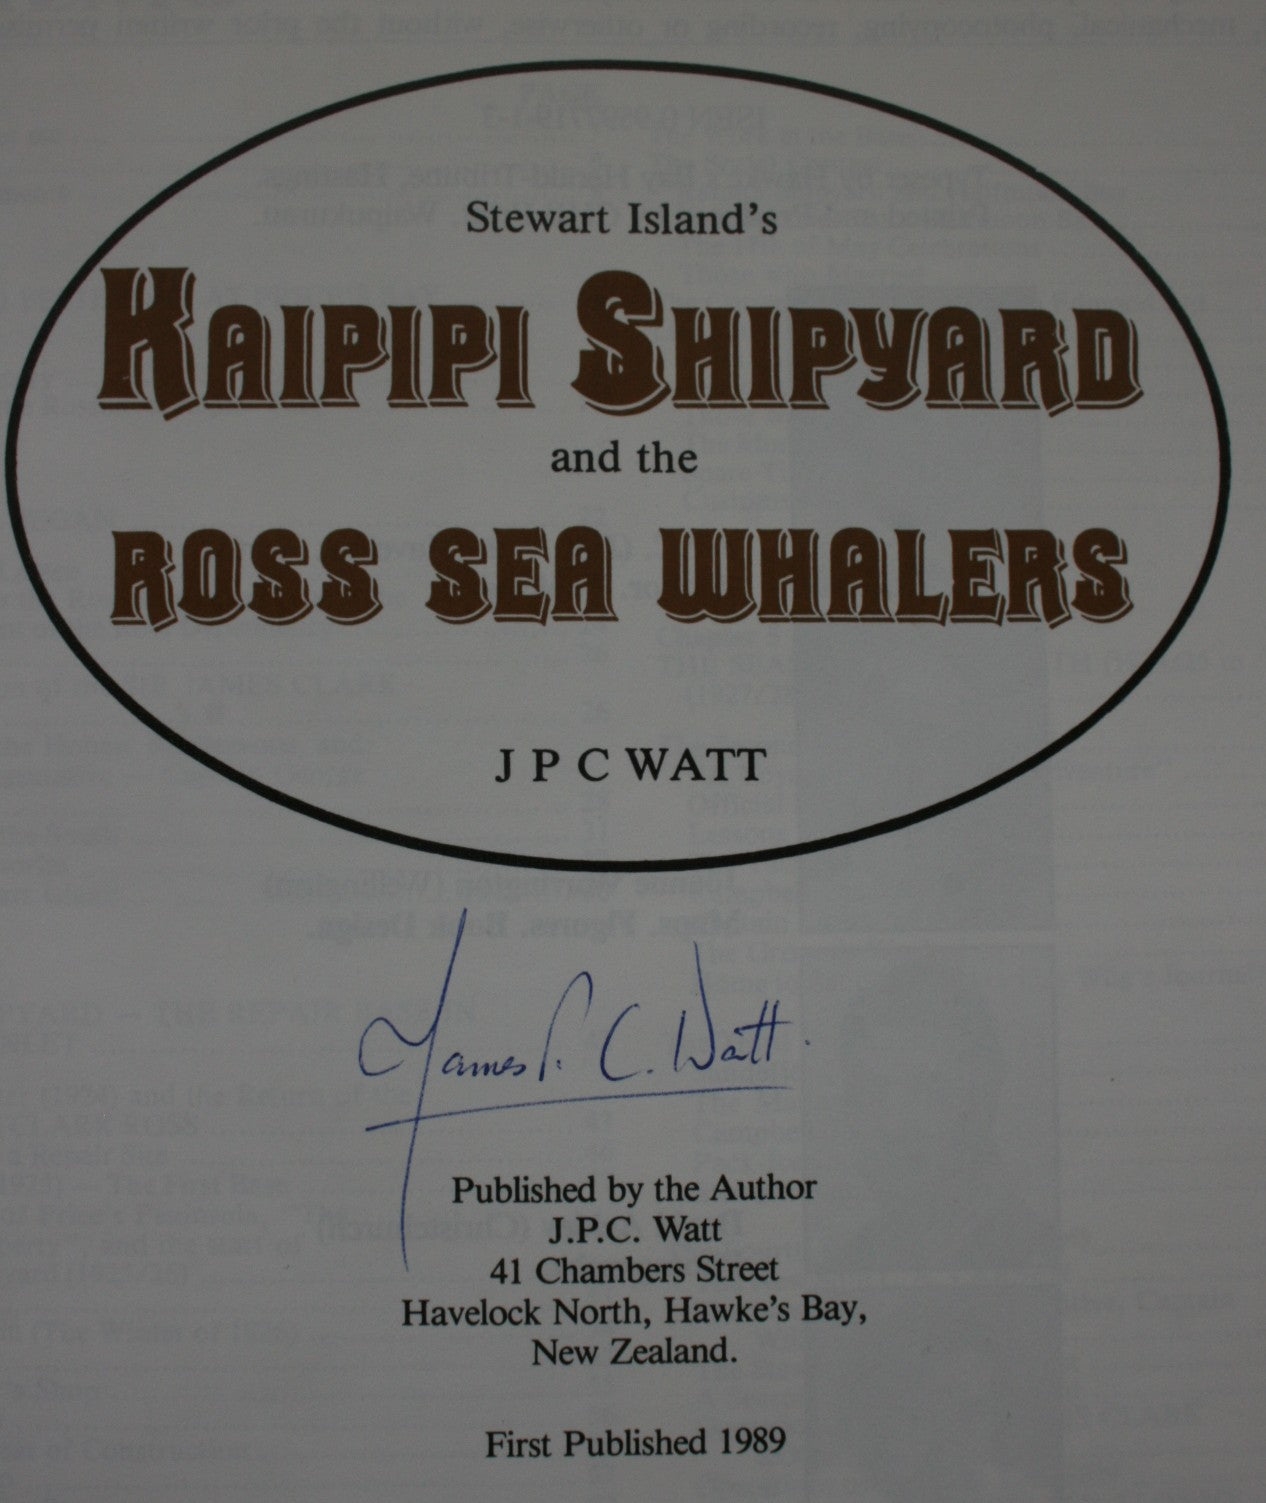 Stewart Island's
KAIPIPI SHIPYARD
and the
ROSS SEA WHALERS
J P C WATT
James P. C. Watt.
Published by the Author
J.P.C. Watt
41 Chambers Street
Havelock North, Hawke's Bay,
New Zealand.
First Published 1989